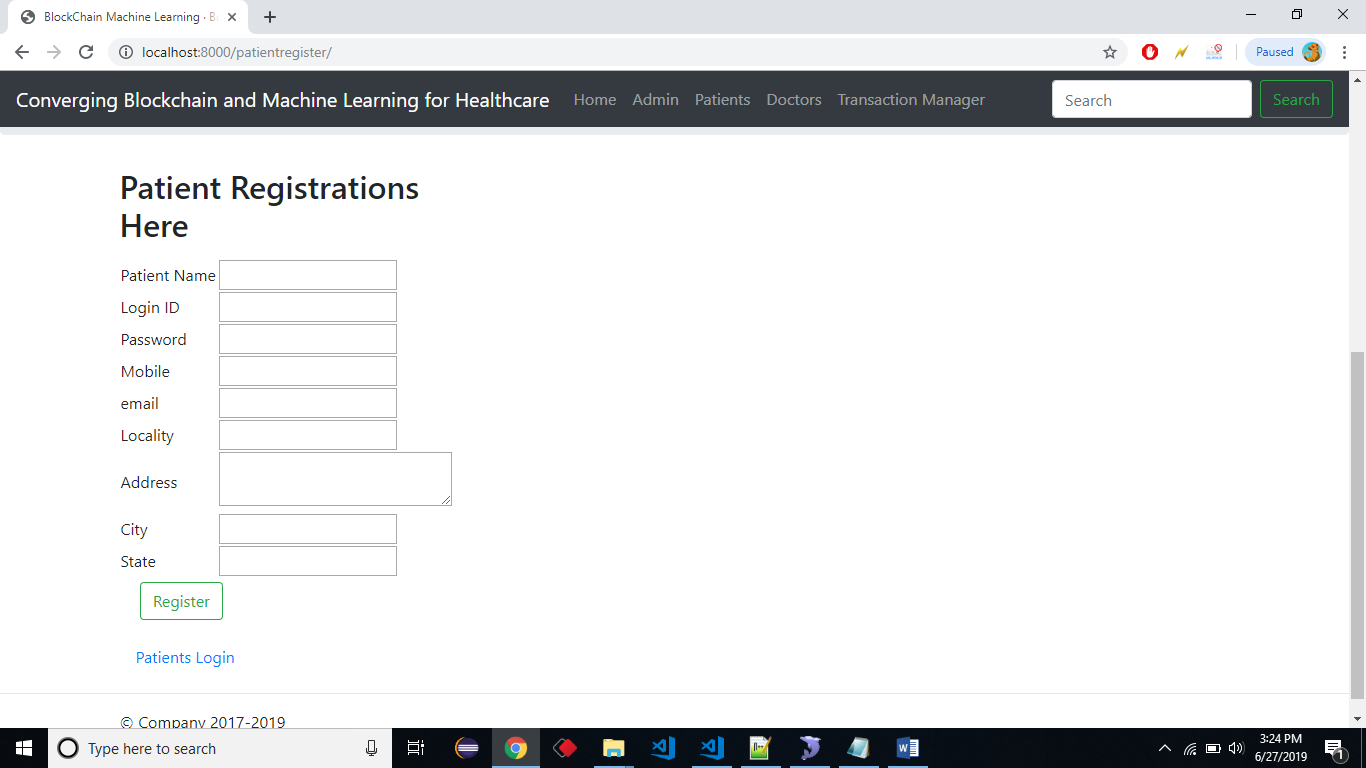 BlockChain Machine Learning · B
localhost:8000/patientregister/
Paused
Converging Blockchain and Machine Learning for Healthcare Home Admin Patients Doctors Transaction Manager Search Search
Patient Registrations
Here
Patient Name
Login ID
Password
Mobile
email
Locality
Address
City
State
Register
Patients Login
© Company 2017-2019
Type here to search
3:24 PM
6/27/2019
1